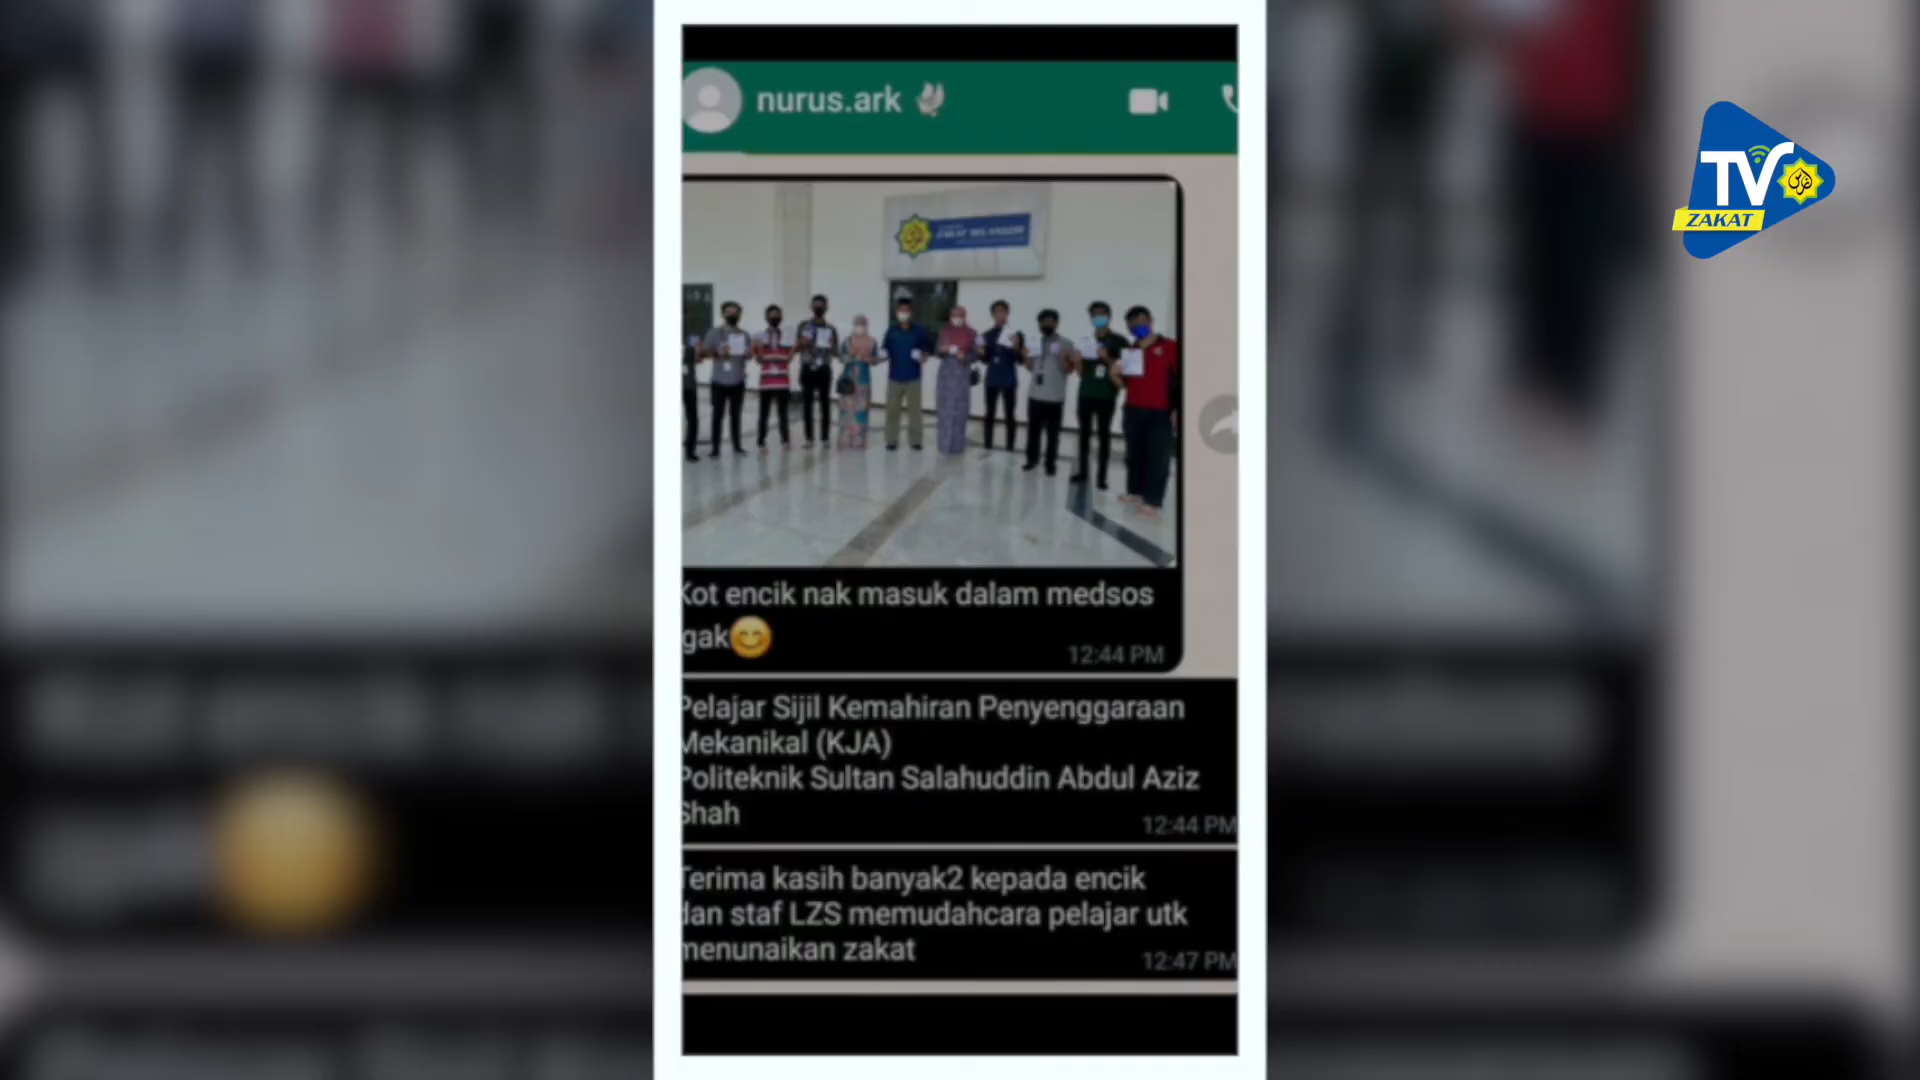 nurus.ark
TV
ZAKAT
ZAKAT SELANGOR
Kot encik nak masuk dalam medsos
gak😊
12:44 PM
Pelajar Sijil Kemahiran Penyenggaraan
Mekanikal (KJA)
Politeknik Sultan Salahuddin Abdul Aziz
Shah
12:44 PM
Terima kasih banyak2 kepada encik
dan staf LZS memudahcara pelajar utk
menunaikan zakat
12:47 PM